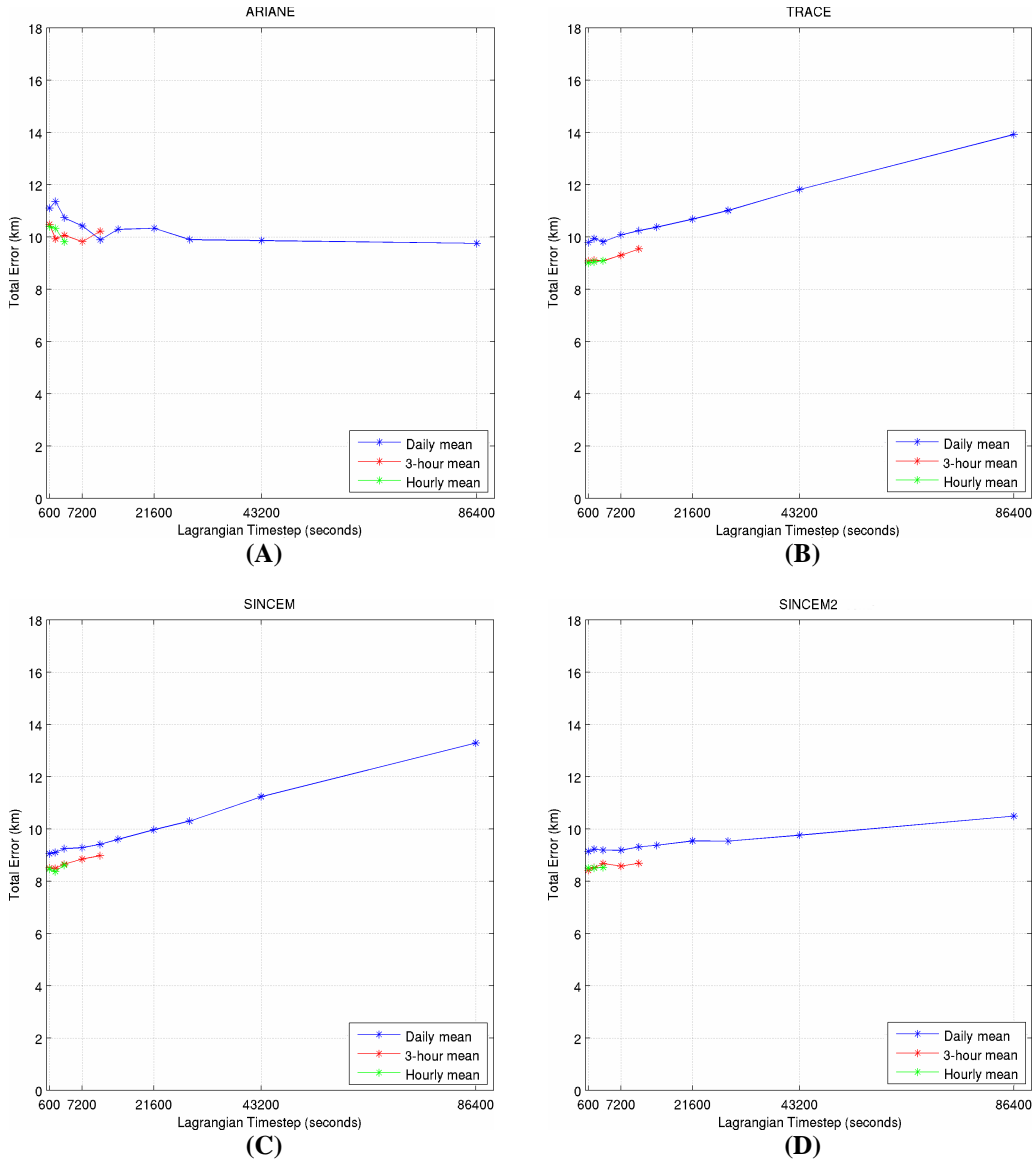 ARIANE
18
16
14
12
10
8
6
4
2
0
Total Error (km)
600 7200 21600 43200 86400
Lagrangian Timestep (seconds)
Daily mean
3-hour mean
Hourly mean
(A)
TRACE
18
16
14
12
10
8
6
4
2
0
Total Error (km)
600 7200 21600 43200 86400
Lagrangian Timestep (seconds)
Daily mean
3-hour mean
Hourly mean
(B)
SINCEM
18
16
14
12
10
8
6
4
2
0
Total Error (km)
600 7200 21600 43200 86400
Lagrangian Timestep (seconds)
Daily mean
3-hour mean
Hourly mean
(C)
SINCEM2
18
16
14
12
10
8
6
4
2
0
Total Error (km)
600 7200 21600 43200 86400
Lagrangian Timestep (seconds)
Daily mean
3-hour mean
Hourly mean
(D)